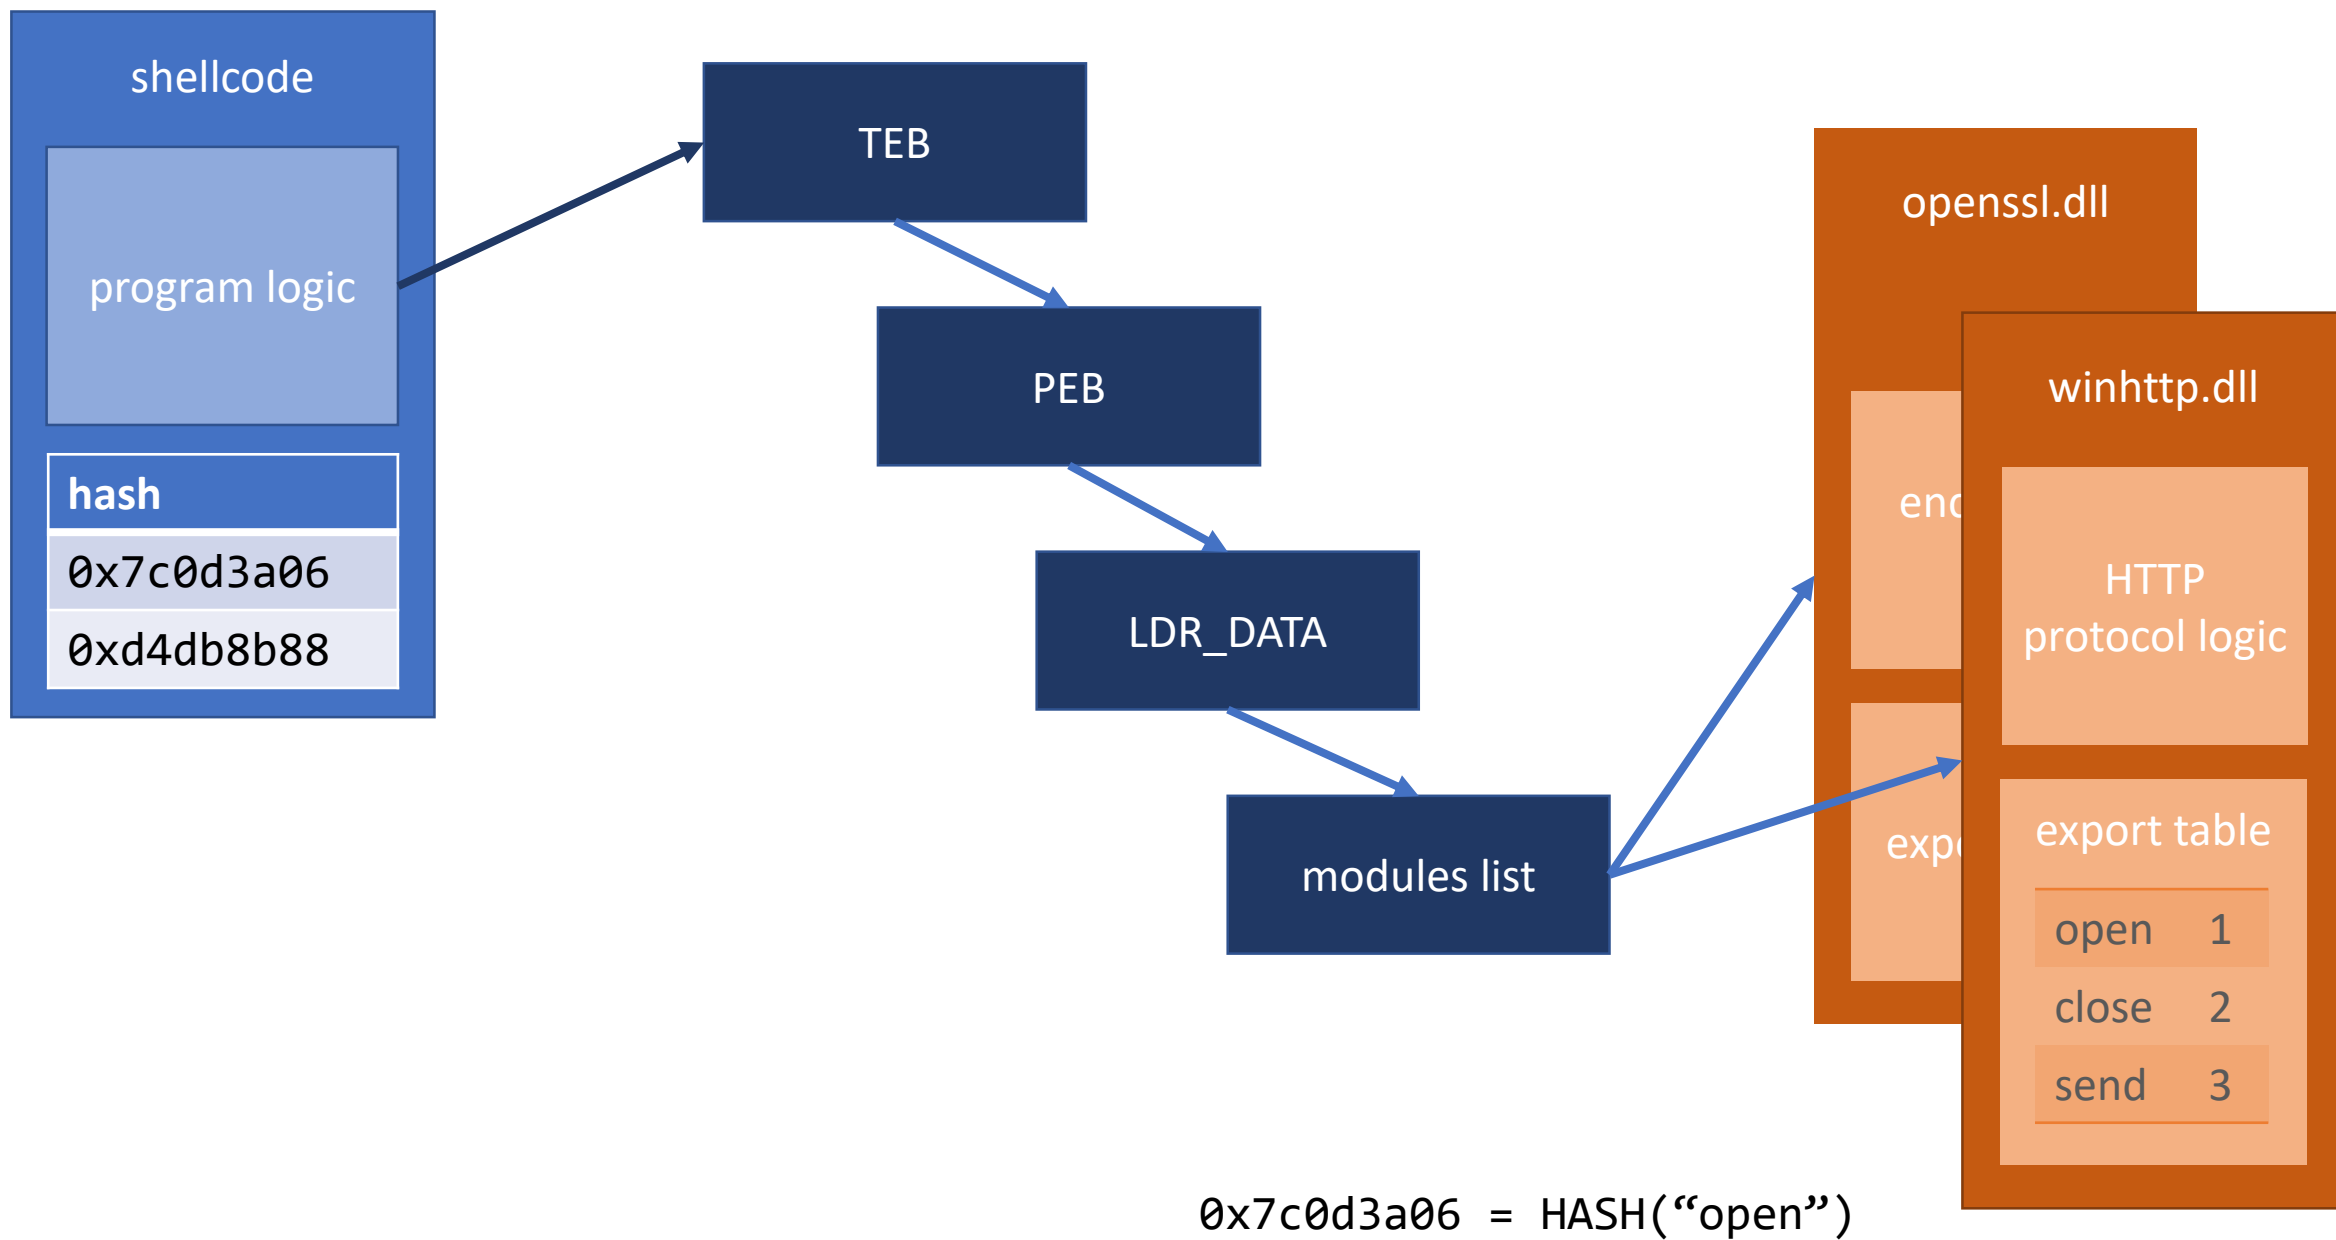 shellcode
program logic
hash
0x7c0d3a06
0xd4db8b88
TEB
PEB
LDR_DATA
modules list
openssl.dll
winhttp.dll
HTTP
protocol logic
export table
open 1
close 2
send 3
0x7c0d3a06 = HASH(“open”)